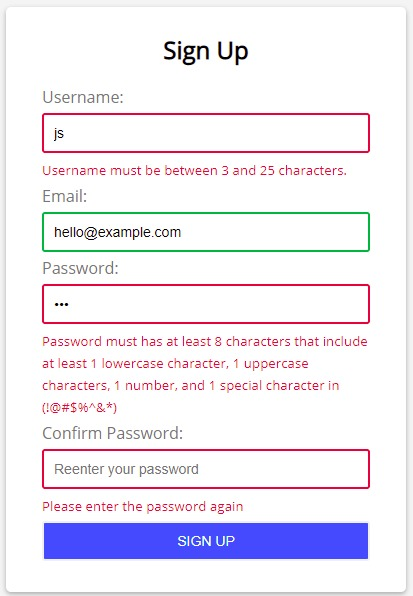 Sign Up
Username:
js
Username must be between 3 and 25 characters.
Email:
hello@example.com
Password:
•••
Password must has at least 8 characters that include
at least 1 lowercase character, 1 uppercase
characters, 1 number, and 1 special character in
(!@#$%^&*)
Confirm Password:
Reenter your password
Please enter the password again
SIGN UP